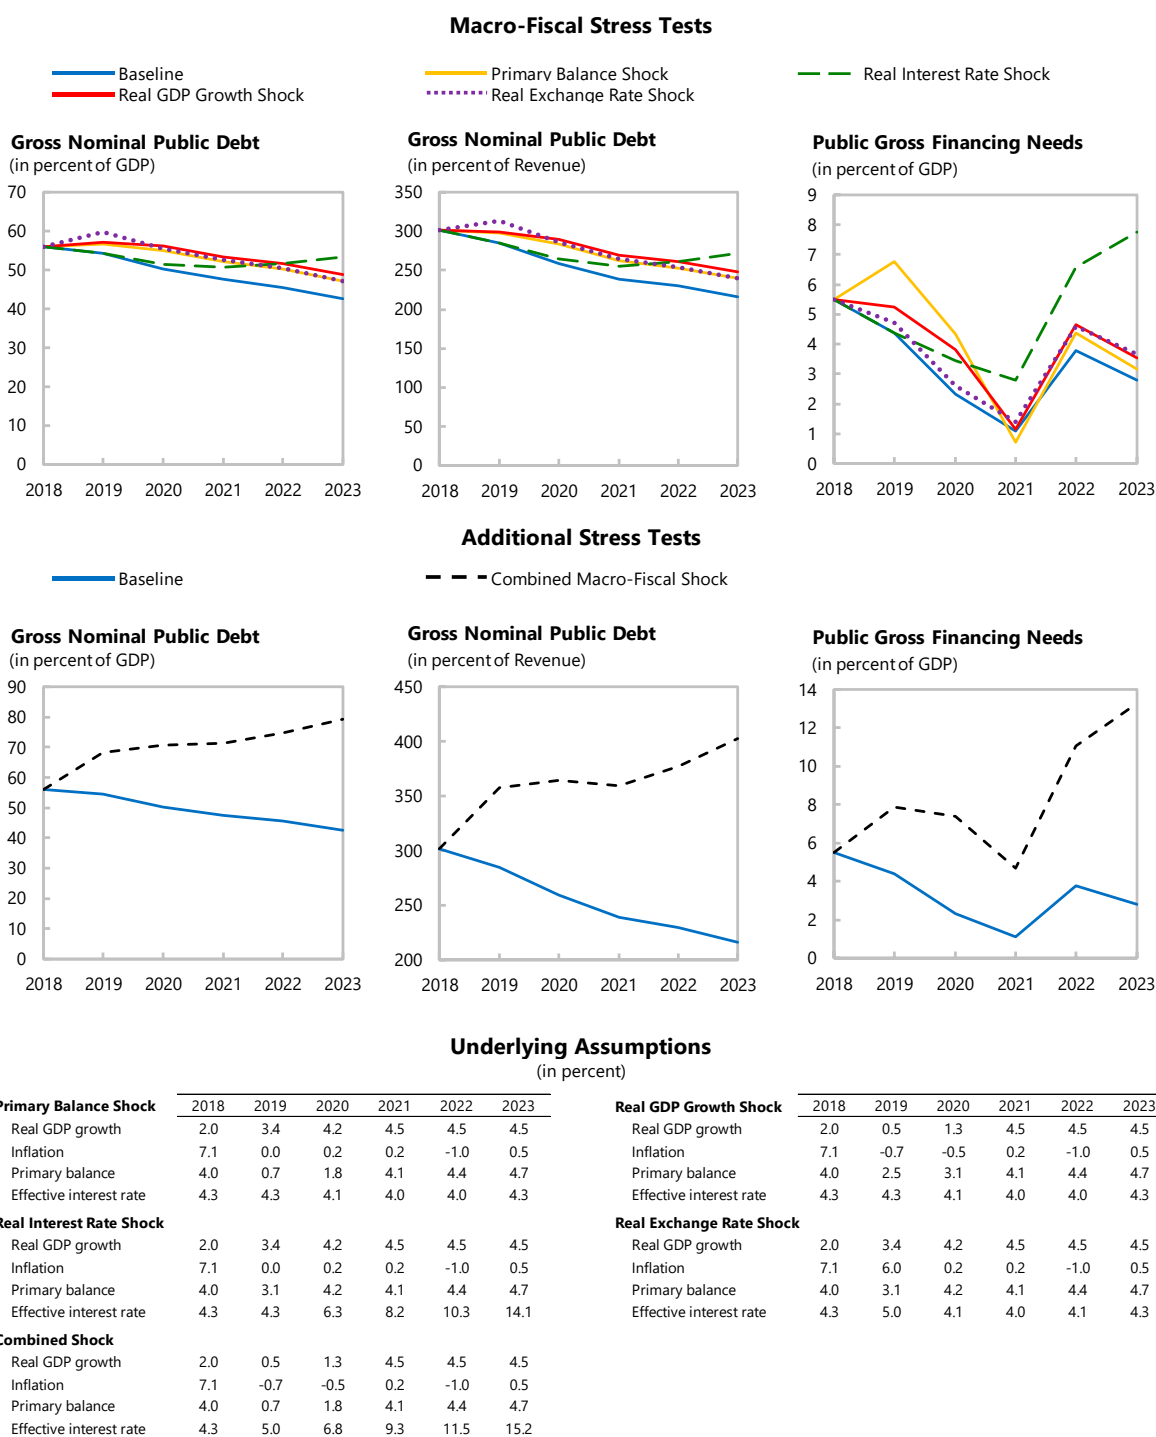 Macro-Fiscal Stress Tests
Baseline Primary Balance Shock Real Interest Rate Shock
Real GDP Growth Shock Real Exchange Rate Shock
Gross Nominal Public Debt Gross Nominal Public Debt Public Gross Financing Needs
(in percent of GDP) (in percent of Revenue) (in percent of GDP)
70 350 9
60 300 8
50 250 7
40 200 6
30 150 5
20 100 4
10 50 3
0 0 2
1
0
2018 2019 2020 2021 2022 2023 2018 2019 2020 2021 2022 2023 2018 2019 2020 2021 2022 2023
Additional Stress Tests
Baseline Combined Macro-Fiscal Shock
Gross Nominal Public Debt Gross Nominal Public Debt Public Gross Financing Needs
(in percent of GDP) (in percent of Revenue) (in percent of GDP)
90 450 14
80 400 12
70 350 10
60 300 8
50 250 6
40 200 4
30 2
20 0
10
0
2018 2019 2020 2021 2022 2023 2018 2019 2020 2021 2022 2023 2018 2019 2020 2021 2022 2023
Underlying Assumptions
(in percent)
Primary Balance Shock 2018 2019 2020 2021 2022 2023 Real GDP Growth Shock 2018 2019 2020 2021 2022 2023
Real GDP growth 2.0 3.4 4.2 4.5 4.5 4.5 Real GDP growth 2.0 0.5 1.3 4.5 4.5 4.5
Inflation 7.1 0.0 0.2 0.2 -1.0 0.5 Inflation 7.1 -0.7 -0.5 0.2 -1.0 0.5
Primary balance 4.0 0.7 1.8 4.1 4.4 4.7 Primary balance 4.0 2.5 3.1 4.1 4.4 4.7
Effective interest rate 4.3 4.3 4.1 4.0 4.0 4.3 Effective interest rate 4.3 4.3 4.1 4.0 4.0 4.3
Real Interest Rate Shock Real Exchange Rate Shock
Real GDP growth 2.0 3.4 4.2 4.5 4.5 4.5 Real GDP growth 2.0 3.4 4.2 4.5 4.5 4.5
Inflation 7.1 0.0 0.2 0.2 -1.0 0.5 Inflation 7.1 6.0 0.2 0.2 -1.0 0.5
Primary balance 4.0 3.1 4.2 4.1 4.4 4.7 Primary balance 4.0 3.1 4.2 4.1 4.4 4.7
Effective interest rate 4.3 4.3 6.3 8.2 10.3 14.1 Effective interest rate 4.3 5.0 4.1 4.0 4.1 4.3
Combined Shock
Real GDP growth 2.0 0.5 1.3 4.5 4.5 4.5
Inflation 7.1 -0.7 -0.5 0.2 -1.0 0.5
Primary balance 4.0 0.7 1.8 4.1 4.4 4.7
Effective interest rate 4.3 5.0 6.8 9.3 11.5 15.2